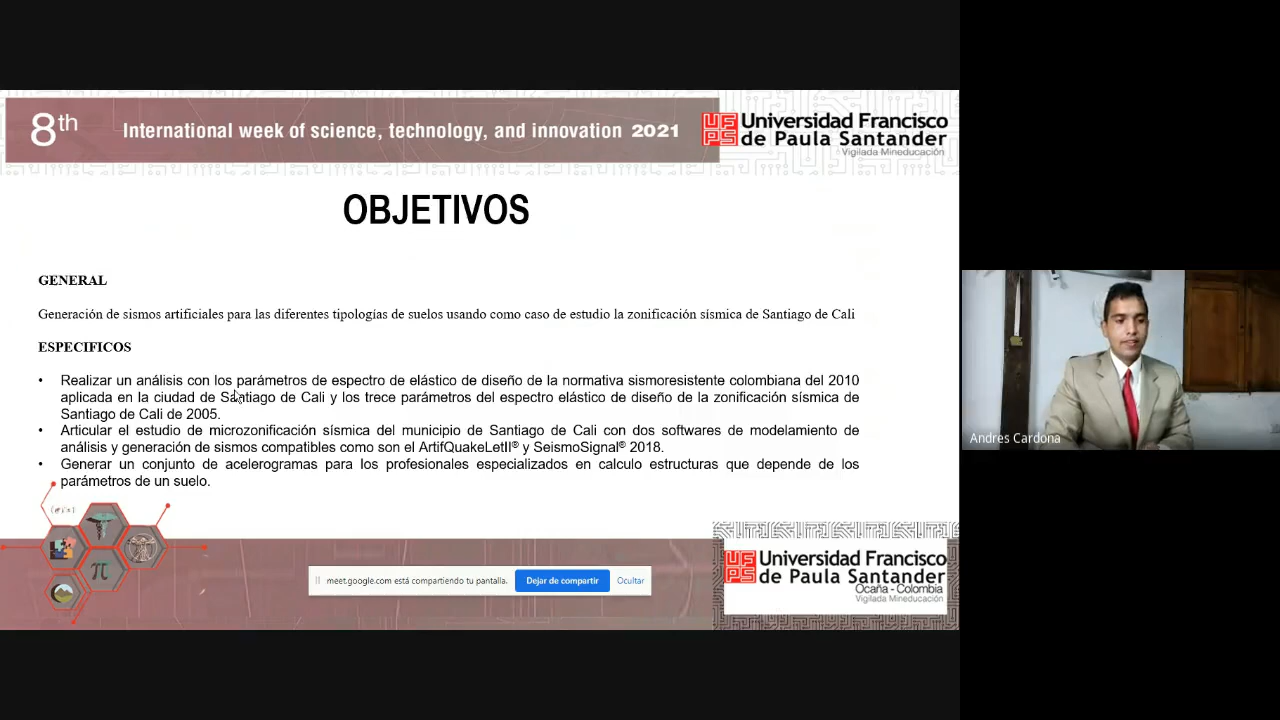 8th
International week of science, technology, and innovation 2021
UFPS
Universidad Francisco
de Paula Santander
Vigilada Mineducación
OBJETIVOS
GENERAL
Generación de sismos artificiales para las diferentes tipologías de suelos usando como caso de estudio la zonificación sísmica de Santiago de Cali
ESPECIFICOS
• Realizar un análisis con los parámetros de espectro de elástico de diseño de la normativa sismoresistente colombiana del 2010
aplicada en la ciudad de Santiago de Cali y los trece parámetros del espectro elástico de diseño de la zonificación sísmica de
Santiago de Cali de 2005.
• Articular el estudio de microzonificación sísmica del municipio de Santiago de Cali con dos softwares de modelamiento de
análisis y generación de sismos compatibles como son el ArtifQuakeLetII® y SeismoSignal® 2018.
• Generar un conjunto de acelerogramas para los profesionales especializados en calculo estructuras que depende de los
parámetros de un suelo.
π
meet.google.com está compartiendo tu pantalla.
Dejar de compartir
Ocultar
UFPS
Universidad Francisco
de Paula Santander
Ocaña - Colombia
Vigilada Mineducación
Andres Cardona